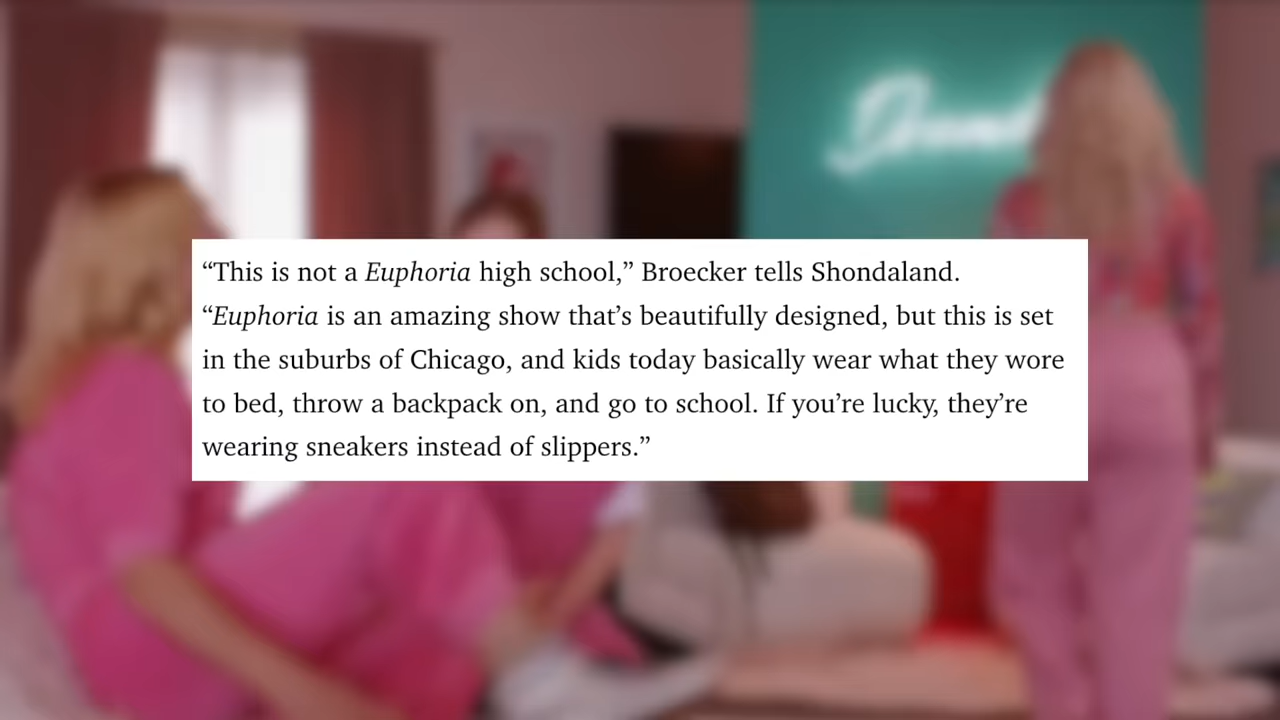 “This is not a Euphoria high school,” Broecker tells Shondaland.
“Euphoria is an amazing show that’s beautifully designed, but this is set
in the suburbs of Chicago, and kids today basically wear what they wore
to bed, throw a backpack on, and go to school. If you’re lucky, they’re
wearing sneakers instead of slippers.”